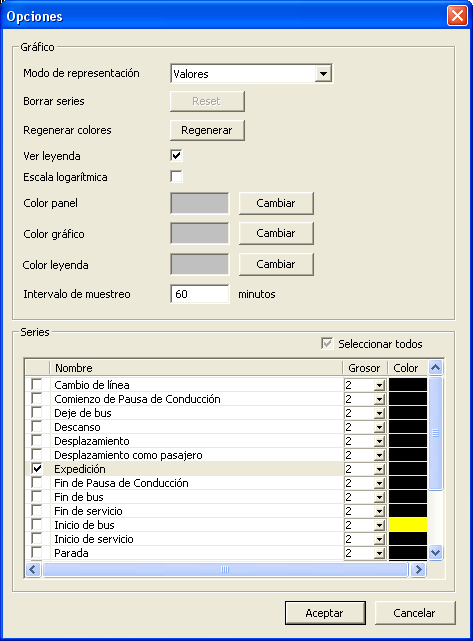 Opciones
Gráfico
Modo de representación Valores
Borrar series Reset
Regenerar colores Regenerar
Ver leyenda
Escala logarítmica
Color panel Cambiar
Color gráfico Cambiar
Color leyenda Cambiar
Intervalo de muestreo 60 minutos
Series
Seleccionar todos
Nombre Grosor Color
Cambio de línea 2
Comienzo de Pausa de Conducción 2
Deje de bus 2
Descanso 2
Desplazamiento 2
Desplazamiento como pasajero 2
Expedición 2
Fin de Pausa de Conducción 2
Fin de bus 2
Fin de servicio 2
Inicio de bus 2
Inicio de servicio 2
Parada 2
Aceptar Cancelar